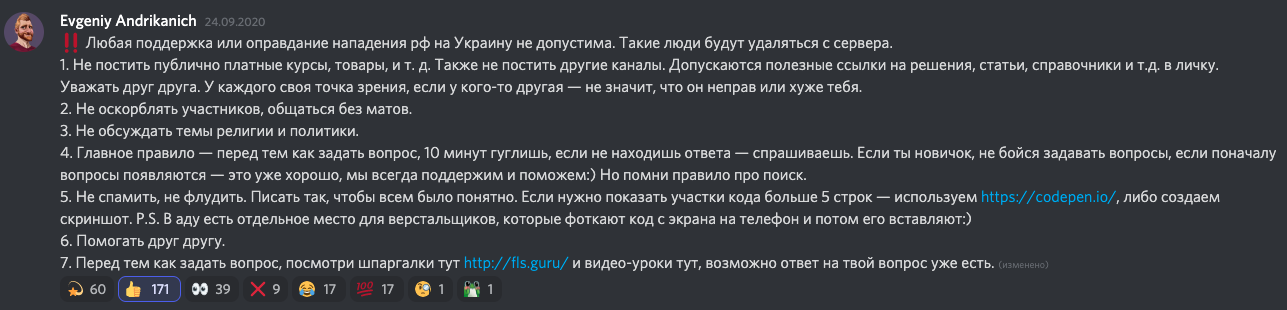 Evgeniy Andrikanich 24.09.2020
‼️ Любая поддержка или оправдание нападения рф на Украину не допустима. Такие люди будут удаляться с сервера.
1. Не постить публично платные курсы, товары, и т. д. Также не постить другие каналы. Допускаются полезные ссылки на решения, статьи, справочники и т.д. в личку.
Уважать друг друга. У каждого своя точка зрения, если у кого-то другая — не значит, что он неправ или хуже тебя.
2. Не оскорблять участников, общаться без матов.
3. Не обсуждать темы религии и политики.
4. Главное правило — перед тем как задать вопрос, 10 минут гуглишь, если не находишь ответа — спрашиваешь. Если ты новичок, не бойся задавать вопросы, если поначалу
вопросы появляются — это уже хорошо, мы всегда поддержим и поможем:) Но помни правило про поиск.
5. Не спамить, не флудить. Писать так, чтобы всем было понятно. Если нужно показать участки кода больше 5 строк — используем https://codepen.io/, либо создаем
скриншот. P.S. В аду есть отдельное место для верстальщиков, которые фоткают код с экрана на телефон и потом его вставляют:)
6. Помогать друг другу.
7. Перед тем как задать вопрос, посмотри шпаргалки тут http://fls.guru/ и видео-уроки тут, возможно ответ на твой вопрос уже есть. (изменено)
💫 60 👍 171 👀 39 ❌ 9 😂 17 💯 17 🧐 1 1